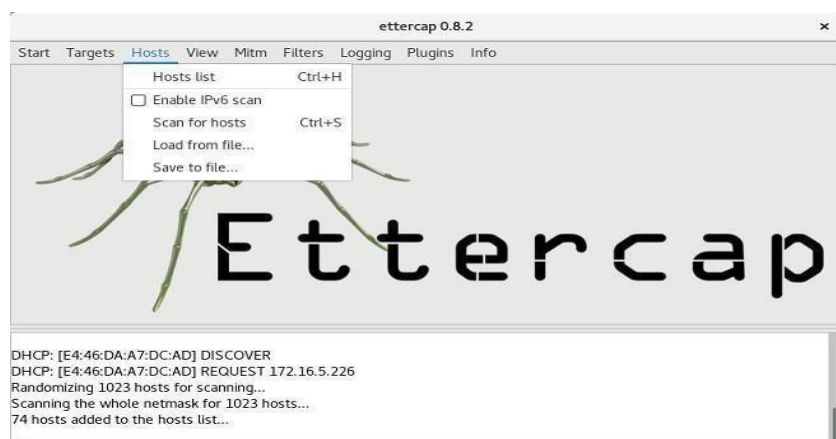 ettercap 0.8.2 ×
Start Targets Hosts View Mitm Filters Logging Plugins Info
Hosts list Ctrl+H
Enable IPv6 scan
Scan for hosts Ctrl+S
Load from file...
Save to file...
Ettercap
DHCP: [E4:46:DA:A7:DC:AD] DISCOVER
DHCP: [E4:46:DA:A7:DC:AD] REQUEST 172.16.5.226
Randomizing 1023 hosts for scanning...
Scanning the whole netmask for 1023 hosts...
74 hosts added to the hosts list...